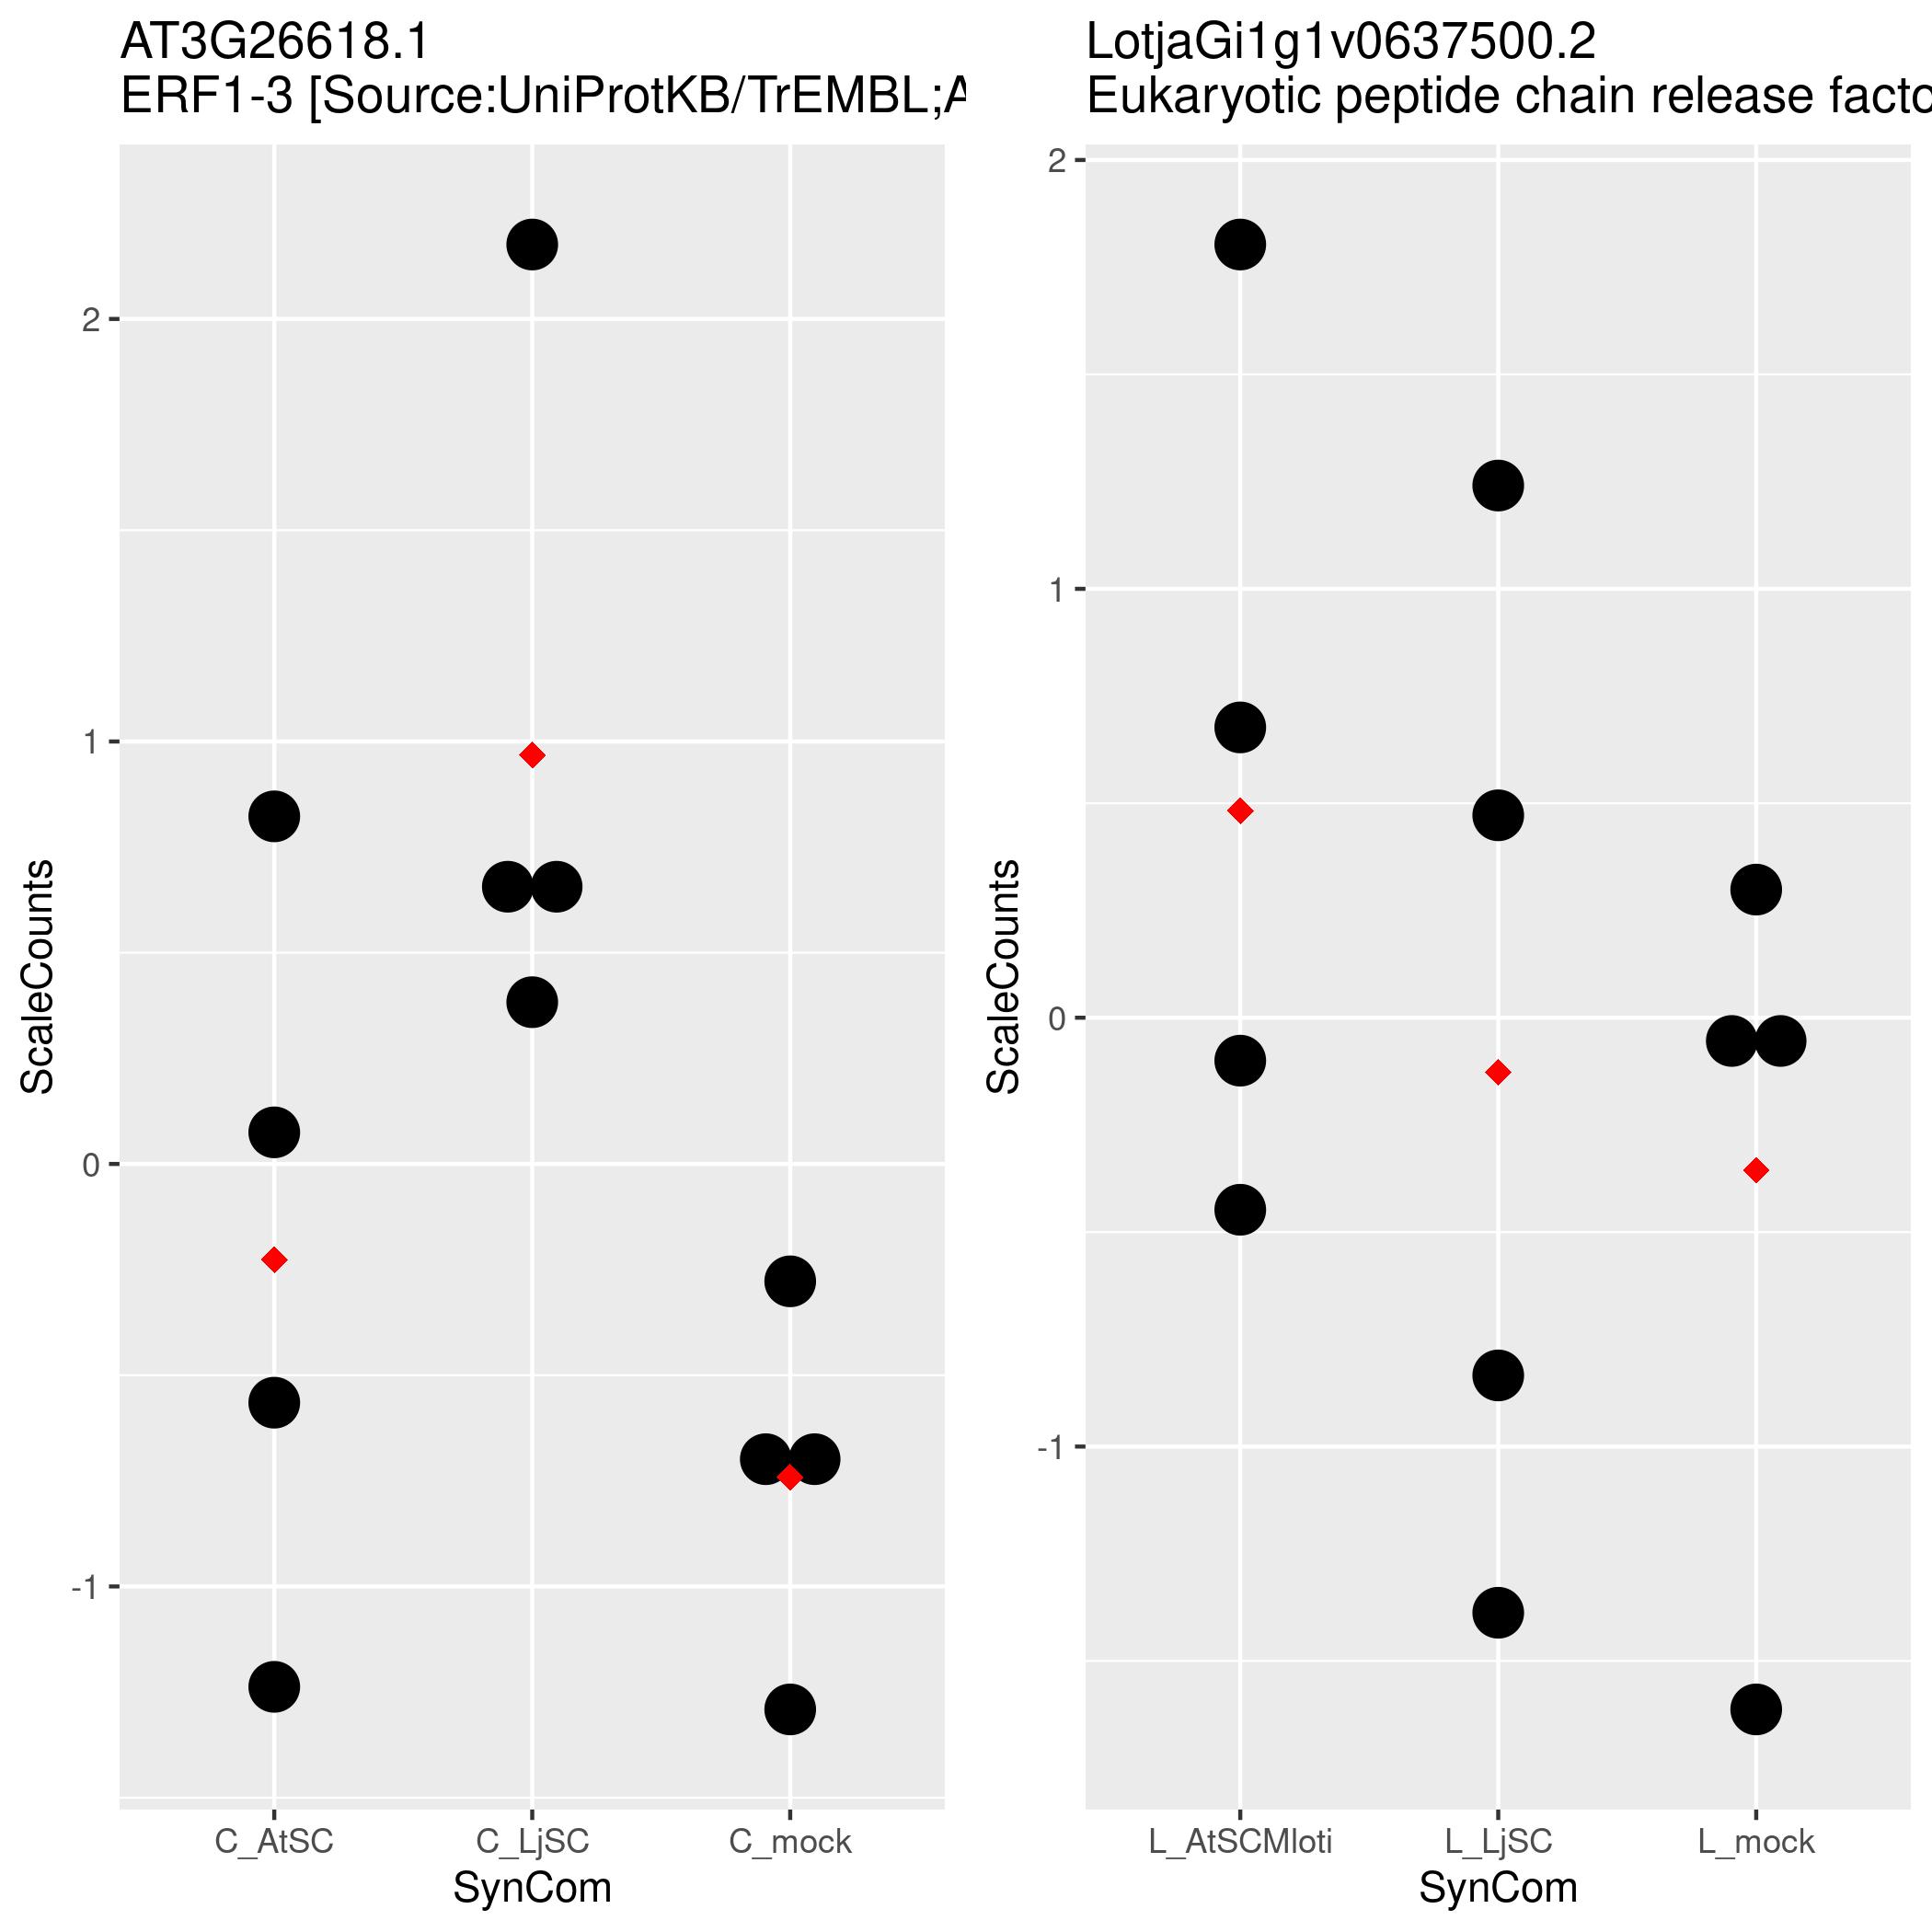 AT3G26618.1
ERF1-3 [Source:UniProtKB/TrEMBL;A
ScaleCounts
2
1
0
-1
C_AtSC
C_LjSC
C_mock
SynCom
LotjaGi1g1v0637500.2
Eukaryotic peptide chain release facto
ScaleCounts
2
1
0
-1
L_AtSCMloti
L_LjSC
L_mock
SynCom